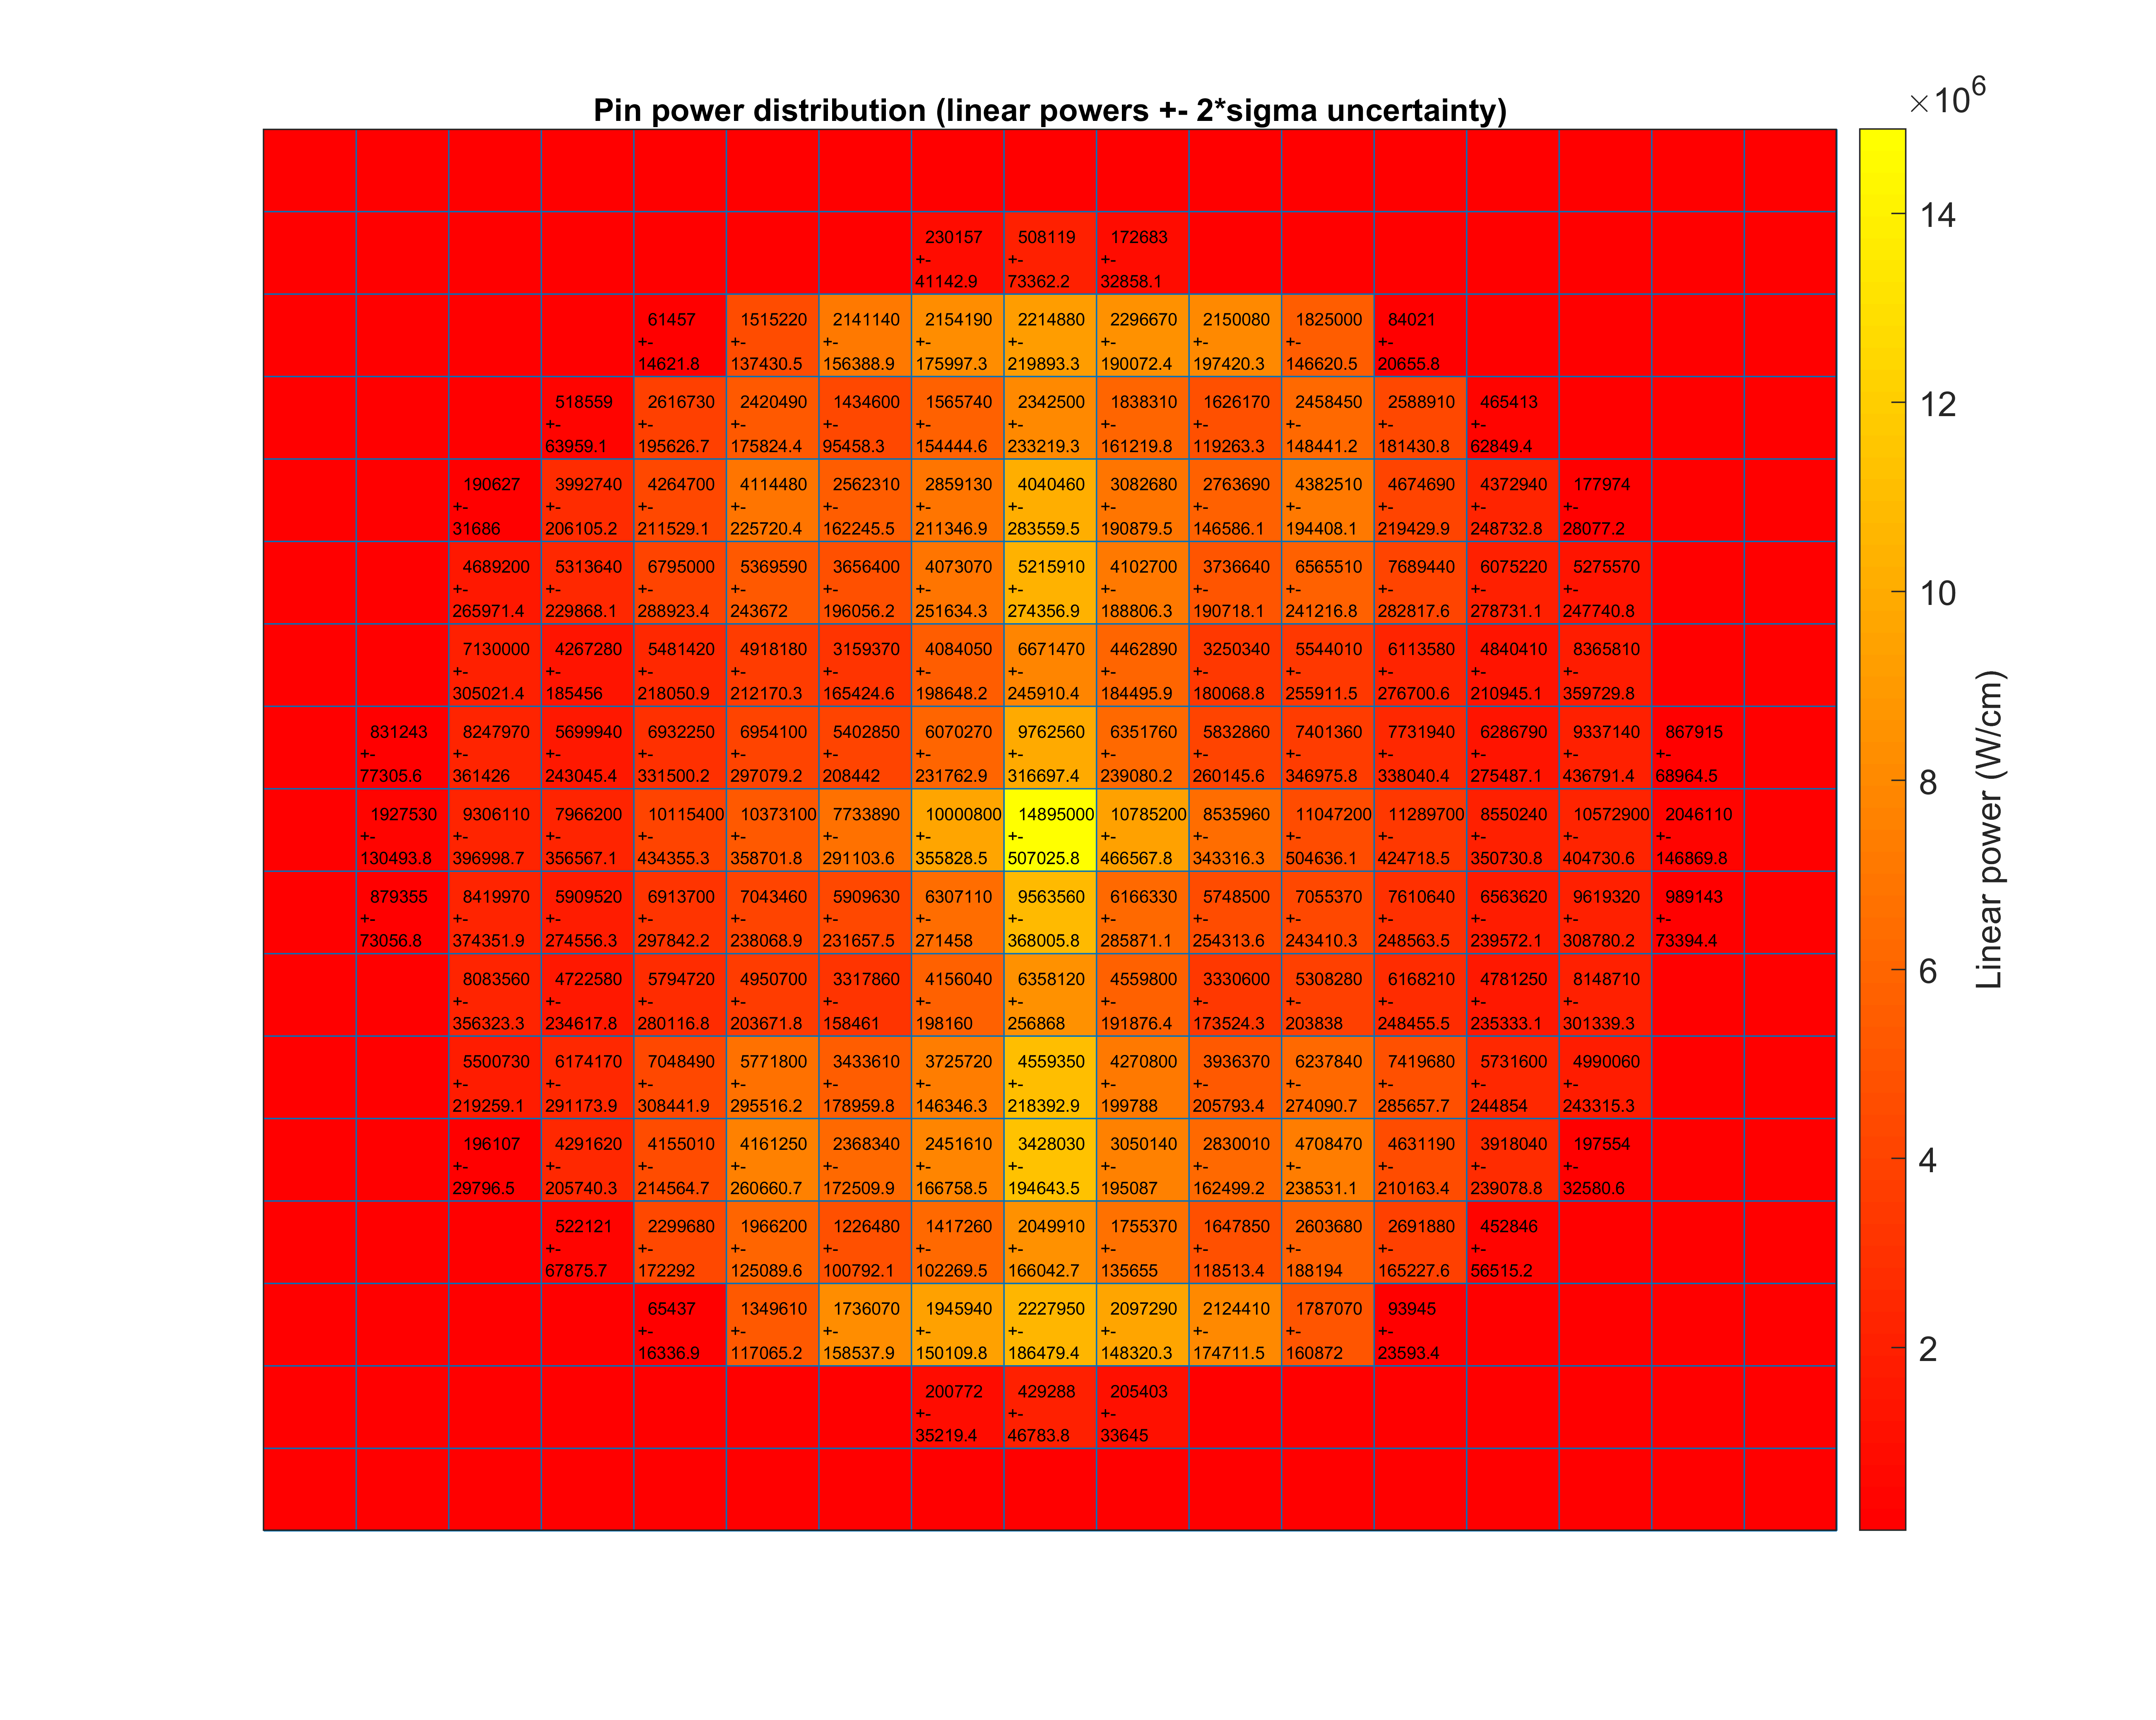 ×10⁶
Pin power distribution (linear powers +- 2*sigma uncertainty)
230157 508119 172683
+- +- +-
41142.9 73362.2 32858.1
61457 1515220 2141140 2154190 2214880 2296670 2150080 1825000 84021
+- +- +- +- +- +- +- +- +-
14621.8 137430.5 156388.9 175997.3 219893.3 190072.4 197420.3 146620.5 20655.8
518559 2616730 2420490 1434600 1565740 2342500 1838310 1626170 2458450 2588910 465413
+- +- +- +- +- +- +- +- +- +- +-
63959.1 195626.7 175824.4 95458.3 154444.6 233219.3 161219.8 119263.3 148441.2 181430.8 62849.4
190627 3992740 4264700 4114480 2562310 2859130 4040460 3082680 2763690 4382510 4674690 4372940 177974
+- +- +- +- +- +- +- +- +- +- +- +- +-
31686 206105.2 211529.1 225720.4 162245.5 211346.9 283559.5 190879.5 146586.1 194408.1 219429.9 248732.8 28077.2
4689200 5313640 6795000 5369590 3656400 4073070 5215910 4102700 3736640 6565510 7689440 6075220 5275570
+- +- +- +- +- +- +- +- +- +- +- +- +-
265971.4 229868.1 288923.4 243672 196056.2 251634.3 274356.9 188806.3 190718.1 241216.8 282817.6 278731.1 247740.8
7130000 4267280 5481420 4918180 3159370 4084050 6671470 4462890 3250340 5544010 6113580 4840410 8365810
+- +- +- +- +- +- +- +- +- +- +- +- +-
305021.4 185456 218050.9 212170.3 165424.6 198648.2 245910.4 184495.9 180068.8 255911.5 276700.6 210945.1 359729.8
831243 8247970 5699940 6932250 6954100 5402850 6070270 9762560 6351760 5832860 7401360 7731940 6286790 9337140 867915
+- +- +- +- +- +- +- +- +- +- +- +- +- +- +-
77305.6 361426 243045.4 331500.2 297079.2 208442 231762.9 316697.4 239080.2 260145.6 346975.8 338040.4 275487.1 436791.4 68964.5
1927530 9306110 7966200 10115400 10373100 7733890 10000800 14895000 10785200 8535960 11047200 11289700 8550240 10572900 2046110
+- +- +- +- +- +- +- +- +- +- +- +- +- +- +-
130493.8 396998.7 356567.1 434355.3 358701.8 291103.6 355828.5 507025.8 466567.8 343316.3 504636.1 424718.5 350730.8 404730.6 146869.8
879355 8419970 5909520 6913700 7043460 5909630 6307110 9563560 6166330 5748500 7055370 7610640 6563620 9619320 989143
+- +- +- +- +- +- +- +- +- +- +- +- +- +- +-
73056.8 374351.9 274556.3 297842.2 238068.9 231657.5 271458 368005.8 285871.1 254313.6 243410.3 248563.5 239572.1 308780.2 73394.4
8083560 4722580 5794720 4950700 3317860 4156040 6358120 4559800 3330600 5308280 6168210 4781250 8148710
+- +- +- +- +- +- +- +- +- +- +- +- +-
356323.3 234617.8 280116.8 203671.8 158461 198160 256868 191876.4 173524.3 203838 248455.5 235333.1 301339.3
5500730 6174170 7048490 5771800 3433610 3725720 4559350 4270800 3936370 6237840 7419680 5731600 4990060
+- +- +- +- +- +- +- +- +- +- +- +- +-
219259.1 291173.9 308441.9 295516.2 178959.8 146346.3 218392.9 199788 205793.4 274090.7 285657.7 244854 243315.3
196107 4291620 4155010 4161250 2368340 2451610 3428030 3050140 2830010 4708470 4631190 3918040 197554
+- +- +- +- +- +- +- +- +- +- +- +- +-
29796.5 205740.3 214564.7 260660.7 172509.9 166758.5 194643.5 195087 162499.2 238531.1 210163.4 239078.8 32580.6
522121 2299680 1966200 1226480 1417260 2049910 1755370 1647850 2603680 2691880 452846
+- +- +- +- +- +- +- +- +- +- +-
67875.7 172292 125089.6 100792.1 102269.5 166042.7 135655 118513.4 188194 165227.6 56515.2
65437 1349610 1736070 1945940 2227950 2097290 2124410 1787070 93945
+- +- +- +- +- +- +- +- +-
16336.9 117065.2 158537.9 150109.8 186479.4 148320.3 174711.5 160872 23593.4
200772 429288 205403
+- +- +-
35219.4 46783.8 33645
14
12
10
8
6
4
2
Linear power (W/cm)